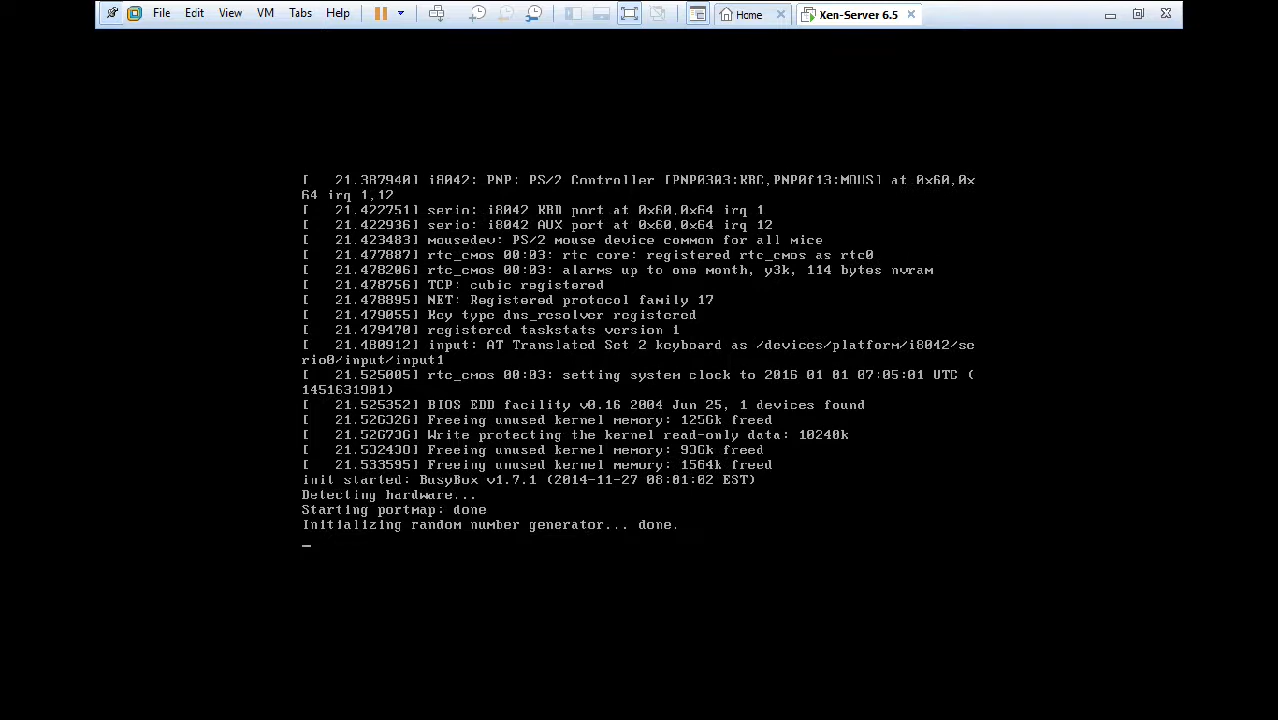 File Edit View VM Tabs Help Home Xen-Server 6.5
[ 21.387940] i8042: PNP: PS/2 Controller [PNP0303:KBC,PNP0f13:MOUS] at 0x60,0x
64 irq 1,12
[ 21.422751] serio: i8042 KBD port at 0x60,0x64 irq 1
[ 21.422936] serio: i8042 AUX port at 0x60,0x64 irq 12
[ 21.423483] mousedev: PS/2 mouse device common for all mice
[ 21.477887] rtc_cmos 00:03: rtc core: registered rtc_cmos as rtc0
[ 21.478206] rtc_cmos 00:03: alarms up to one month, y3k, 114 bytes nvram
[ 21.478756] TCP: cubic registered
[ 21.478895] NET: Registered protocol family 17
[ 21.479055] Key type dns_resolver registered
[ 21.479470] registered taskstats version 1
[ 21.480912] input: AT Translated Set 2 keyboard as /devices/platform/i8042/se
rio0/input/input1
[ 21.525005] rtc_cmos 00:03: setting system clock to 2016-01-01 07:05:01 UTC (
1451631901)
[ 21.525352] BIOS EDD facility v0.16 2004-Jun-25, 1 devices found
[ 21.526326] Freeing unused kernel memory: 1256k freed
[ 21.526736] Write protecting the kernel read-only data: 10240k
[ 21.532430] Freeing unused kernel memory: 936k freed
[ 21.533595] Freeing unused kernel memory: 1564k freed
init started: BusyBox v1.7.1 (2014-11-27 08:01:02 EST)
Detecting hardware...
Starting portmap: done
Initializing random number generator... done.